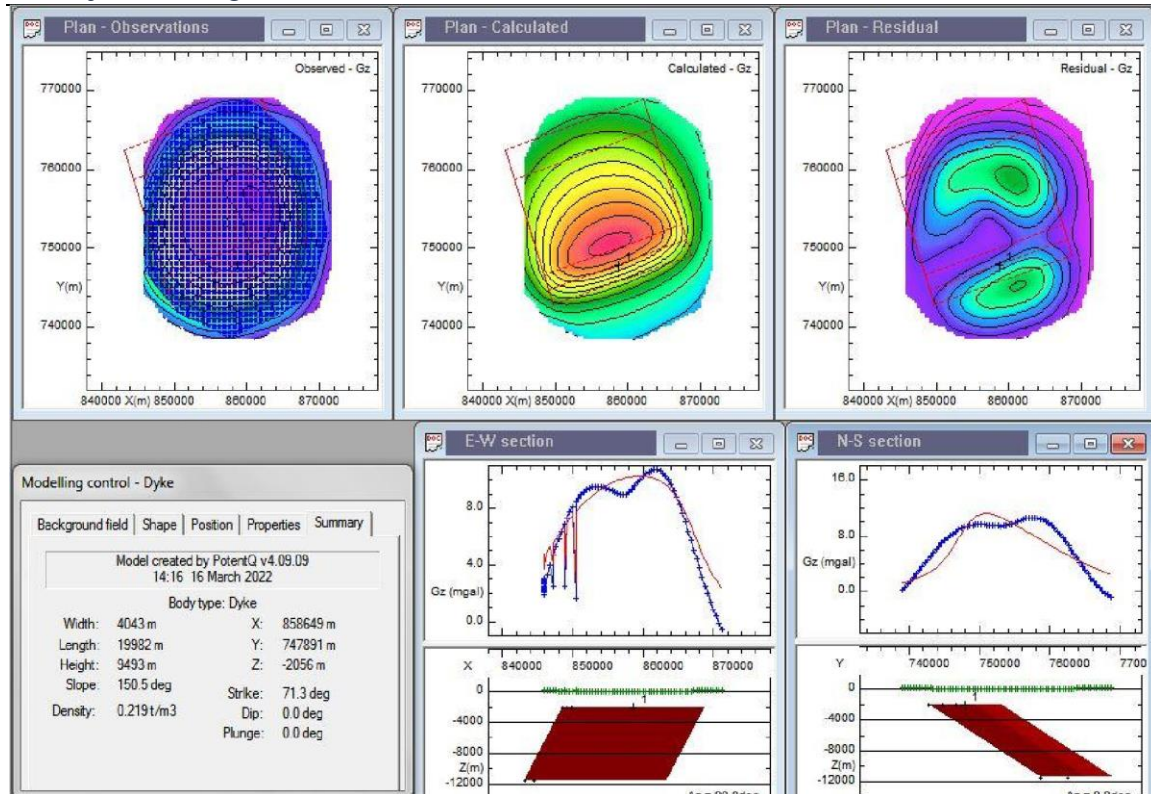 Plan - Observations
Observed - Gz
770000
760000
750000
Y(m)
740000
840000 X(m) 850000 860000 870000
Plan - Calculated
Calculated - Gz
770000
760000
750000
Y(m)
740000
1
840000 X(m) 850000 860000 870000
Plan - Residual
Residual - Gz
770000
760000
750000
Y(m)
740000
1
840000 X(m) 850000 860000 870000
Modelling control - Dyke
Background field Shape Position Properties Summary
Model created by PotentQ v4.09.09
14:16 16 March 2022
Body type: Dyke
Width: 4043 m X: 858649 m
Length: 19982 m Y: 747891 m
Height: 9493 m Z: -2056 m
Slope: 150.5 deg Strike: 71.3 deg
Density: 0.219 t/m3 Dip: 0.0 deg
Plunge: 0.0 deg
E-W section
8.0
4.0
Gz (mgal)
0.0
X 840000 850000 860000 870000
0
1
-4000
-8000
Z(m)
-12000
N-S section
16.0
8.0
Gz (mgal)
0.0
Y 740000 750000 760000 7700
0
1
-4000
-8000
Z(m)
-12000